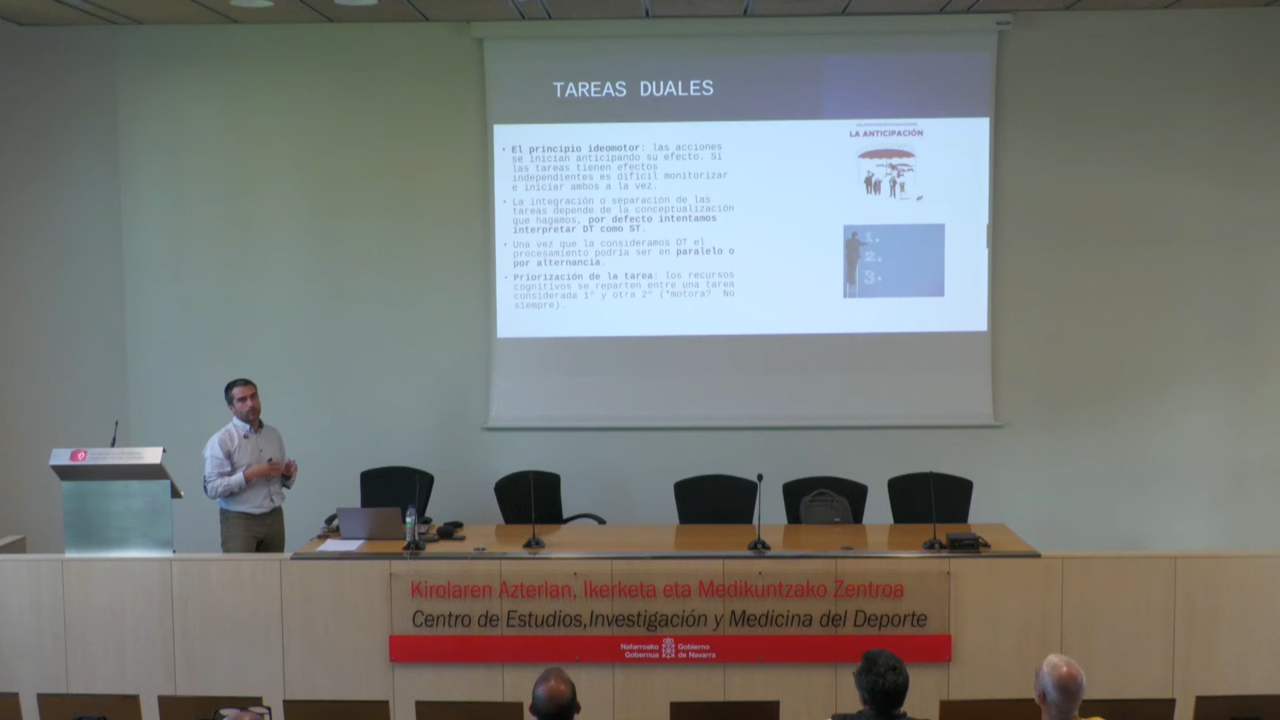 TAREAS DUALES
LA ANTICIPACIÓN
• El principio ideomotor: las acciones
se inician anticipando su efecto. Si
las tareas tienen efectos
independientes es difícil monitorizar
e iniciar ambos a la vez.
• La integración o separación de las
tareas depende de la conceptualización
que hagamos, por defecto intentamos
interpretar DT como ST.
• Una vez que la consideramos DT el
procesamiento podría ser en paralelo o
por alternancia.
• Priorización de la tarea: los recursos
cognitivos se reparten entre una tarea
considerada 1ª y otra 2ª (*motora? No
siempre).
1.
2.
3.
Kirolaren Azterlan, Ikerketa eta Medikuntzako Zentroa
Centro de Estudios,Investigación y Medicina del Deporte
Nafarroako Gobierno
Gobernua de Navarra